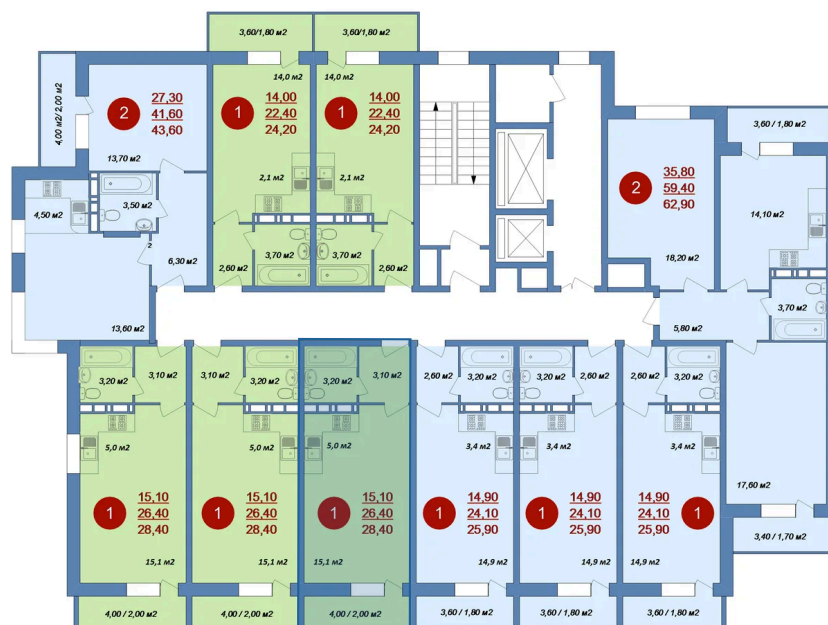 3,60/1,80 м2
3,60/1,80 м2
4,00 м2/ 2,00 м2
2
27,30
41,60
43,60
13,70 м2
14,0 м2
1
14,00
22,40
24,20
2,1 м2
14,0 м2
1
14,00
22,40
24,20
2,1 м2
3,60 / 1,80 м2
2
35,80
59,40
62,90
18,20 м2
14,10 м2
4,50 м2
3,50 м2
2
6,30 м2
13,60 м2
2,60 м2
3,70 м2
3,70 м2
2,60 м2
5,80 м2
3,70 м2
3,20 м2
3,10 м2
3,10 м2
3,20 м2
3,20 м2
3,10 м2
2,60 м2
3,20 м2
3,20 м2
2,60 м2
2,60 м2
3,20 м2
5,0 м2
5,0 м2
5,0 м2
3,4 м2
3,4 м2
3,4 м2
17,60 м2
1
15,10
26,40
28,40
15,1 м2
1
15,10
26,40
28,40
15,1 м2
1
15,10
26,40
28,40
15,1 м2
1
14,90
24,10
25,90
14,9 м2
1
14,90
24,10
25,90
14,9 м2
14,90
24,10
25,90
1
14,9 м2
3,40 / 1,70 м2
4,00 / 2,00 м2
4,00 / 2,00 м2
4,00 / 2,00 м2
3,60 / 1,80 м2
3,60 / 1,80 м2
3,60 / 1,80 м2